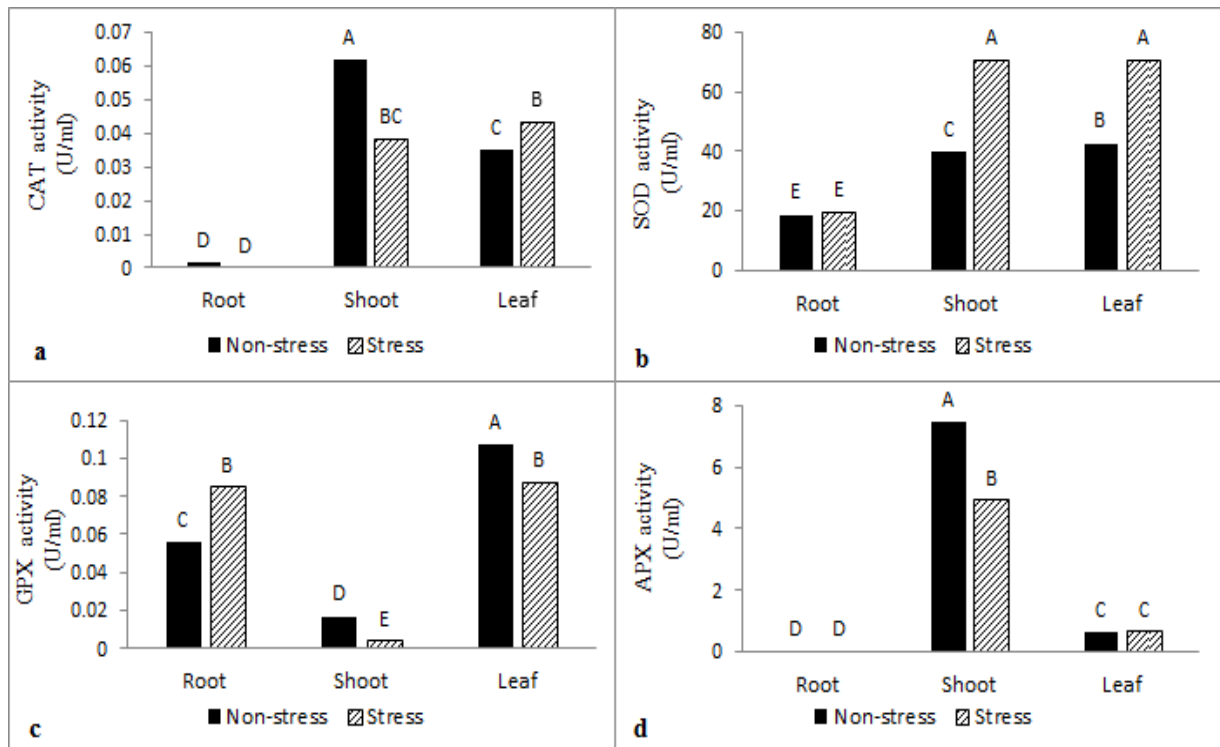 CAT activity
(U/ml)
0.07
0.06
0.05
0.04
0.03
0.02
0.01
0
D D
A
BC
C
B
Root Shoot Leaf
Non-stress Stress
a
SOD activity
(U/ml)
80
60
40
20
0
E E
C
A
B
A
Root Shoot Leaf
Non-stress Stress
b
GPX activity
(U/ml)
0.12
0.1
0.08
0.06
0.04
0.02
0
C
B
D
E
A
B
Root Shoot Leaf
Non-stress Stress
c
APX activity
(U/ml)
8
6
4
2
0
D D
A
B
C C
Root Shoot Leaf
Non-stress Stress
d